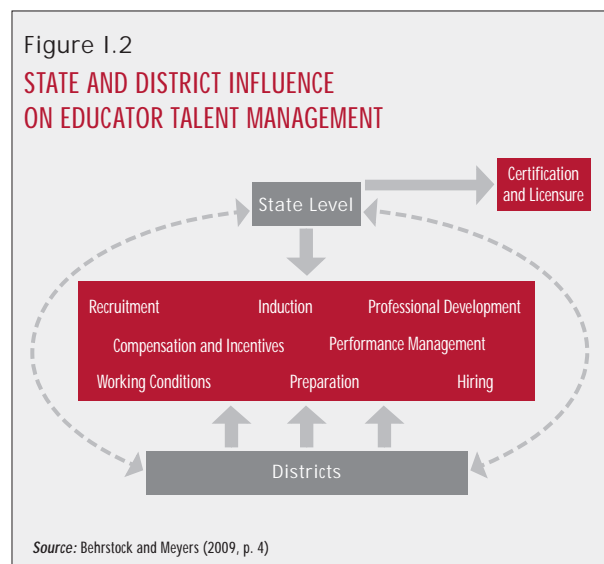 Figure I.2
STATE AND DISTRICT INFLUENCE
ON EDUCATOR TALENT MANAGEMENT
Certification
and Licensure
State Level
Recruitment Induction Professional Development
Compensation and Incentives Performance Management
Working Conditions Preparation Hiring
Districts
Source: Behrstock and Meyers (2009, p. 4)